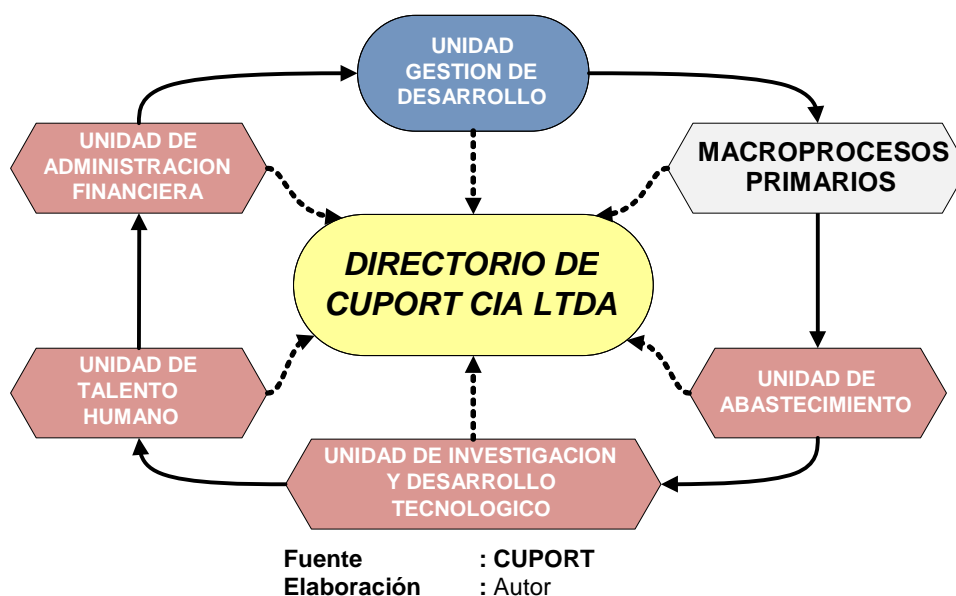 UNIDAD
GESTION DE
DESARROLLO
UNIDAD DE
ADMINISTRACION
FINANCIERA
MACROPROCESOS
PRIMARIOS
DIRECTORIO DE
CUPORT CIA LTDA
UNIDAD DE
TALENTO
HUMANO
UNIDAD DE
ABASTECIMIENTO
UNIDAD DE INVESTIGACION
Y DESARROLLO
TECNOLOGICO
Fuente : CUPORT
Elaboración : Autor